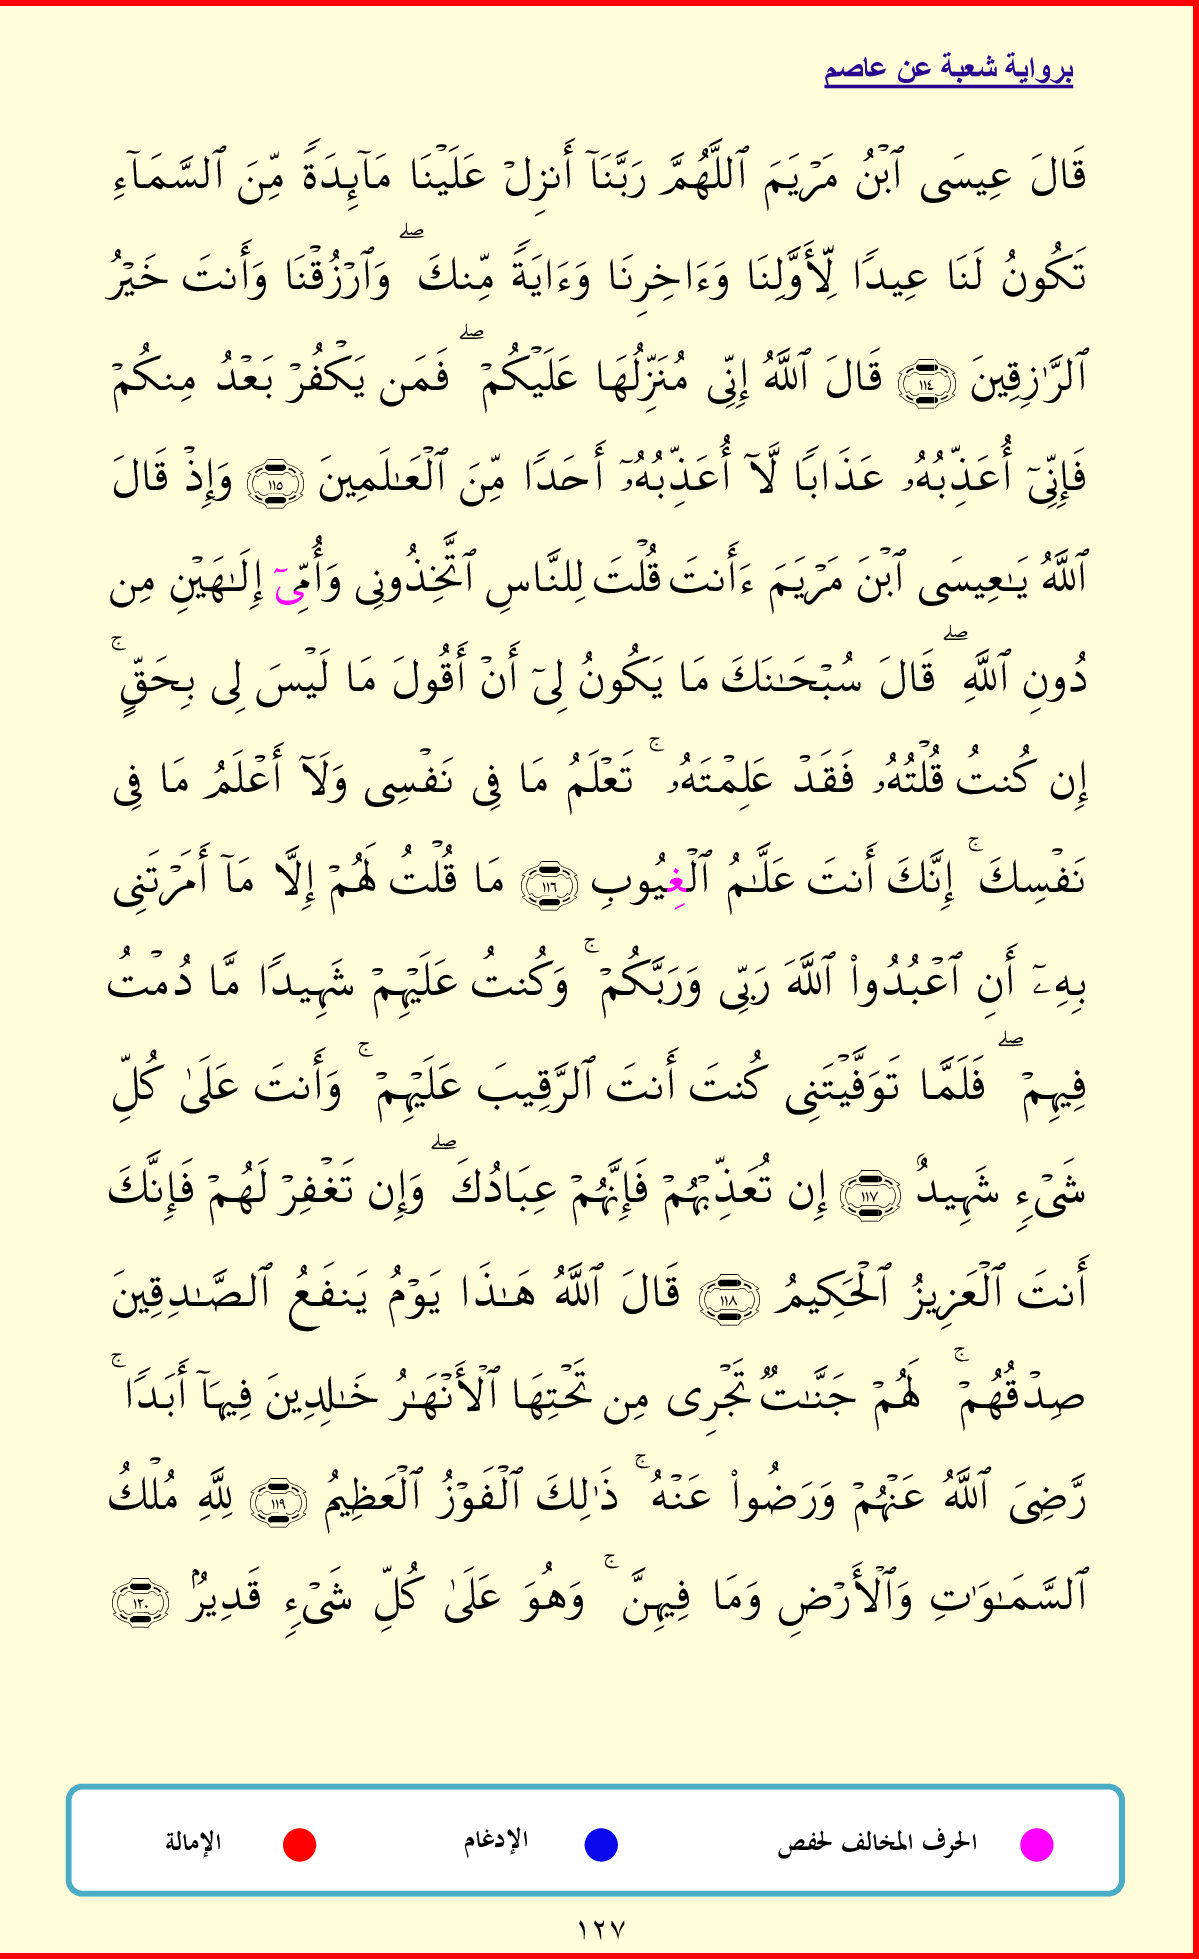 برواية شعبة عن عاصم
قَالَ عِيسَى ٱبۡنُ مَرۡيَمَ ٱللَّهُمَّ رَبَّنَآ أَنزِلۡ عَلَيۡنَا مَآئِدَةٗ مِّنَ ٱلسَّمَآءِ
تَكُونُ لَنَا عِيدٗا لِّأَوَّلِنَا وَءَاخِرِنَا وَءَايَةٗ مِّنكَۖ وَٱرۡزُقۡنَا وَأَنتَ خَيۡرُ
ٱلرَّٰزِقِينَ ١١٤ قَالَ ٱللَّهُ إِنِّي مُنَزِّلُهَا عَلَيۡكُمۡۖ فَمَن يَكۡفُرۡ بَعۡدُ مِنكُمۡ
فَإِنِّيٓ أُعَذِّبُهُۥ عَذَابٗا لَّآ أُعَذِّبُهُۥٓ أَحَدٗا مِّنَ ٱلۡعَٰلَمِينَ ١١٥ وَإِذۡ قَالَ
ٱللَّهُ يَٰعِيسَى ٱبۡنَ مَرۡيَمَ ءَأَنتَ قُلۡتَ لِلنَّاسِ ٱتَّخِذُونِي وَأُمِّيٓ إِلَٰهَيۡنِ مِن
دُونِ ٱللَّهِۖ قَالَ سُبۡحَٰنَكَ مَا يَكُونُ لِيٓ أَنۡ أَقُولَ مَا لَيۡسَ لِي بِحَقٍّۚ
إِن كُنتُ قُلۡتُهُۥ فَقَدۡ عَلِمۡتَهُۥۚ تَعۡلَمُ مَا فِي نَفۡسِي وَلَآ أَعۡلَمُ مَا فِي
نَفۡسِكَۚ إِنَّكَ أَنتَ عَلَّٰمُ ٱلۡغِيُوبِ ١١٦ مَا قُلۡتُ لَهُمۡ إِلَّا مَآ أَمَرۡتَنِي
بِهِۦٓ أَنِ ٱعۡبُدُواْ ٱللَّهَ رَبِّي وَرَبَّكُمۡۚ وَكُنتُ عَلَيۡهِمۡ شَهِيدٗا مَّا دُمۡتُ
فِيهِمۡۖ فَلَمَّا تَوَفَّيۡتَنِي كُنتَ أَنتَ ٱلرَّقِيبَ عَلَيۡهِمۡۚ وَأَنتَ عَلَىٰ كُلِّ
شَيۡءٖ شَهِيدٌ ١١٧ إِن تُعَذِّبۡهُمۡ فَإِنَّهُمۡ عِبَادُكَۖ وَإِن تَغۡفِرۡ لَهُمۡ فَإِنَّكَ
أَنتَ ٱلۡعَزِيزُ ٱلۡحَكِيمُ ١١٨ قَالَ ٱللَّهُ هَٰذَا يَوۡمُ يَنفَعُ ٱلصَّٰدِقِينَ
صِدۡقُهُمۡۚ لَهُمۡ جَنَّٰتٞ تَجۡرِي مِن تَحۡتِهَا ٱلۡأَنۡهَٰرُ خَٰلِدِينَ فِيهَآ أَبَدٗاۚ
رَّضِيَ ٱللَّهُ عَنۡهُمۡ وَرَضُواْ عَنۡهُۚ ذَٰلِكَ ٱلۡفَوۡزُ ٱلۡعَظِيمُ ١١٩ لِلَّهِ مُلۡكُ
ٱلسَّمَٰوَٰتِ وَٱلۡأَرۡضِ وَمَا فِيهِنَّۚ وَهُوَ عَلَىٰ كُلِّ شَيۡءٖ قَدِيرُۢ ١٢٠
الحرف المخالف لحفص الإدغام الإمالة
١٢٧